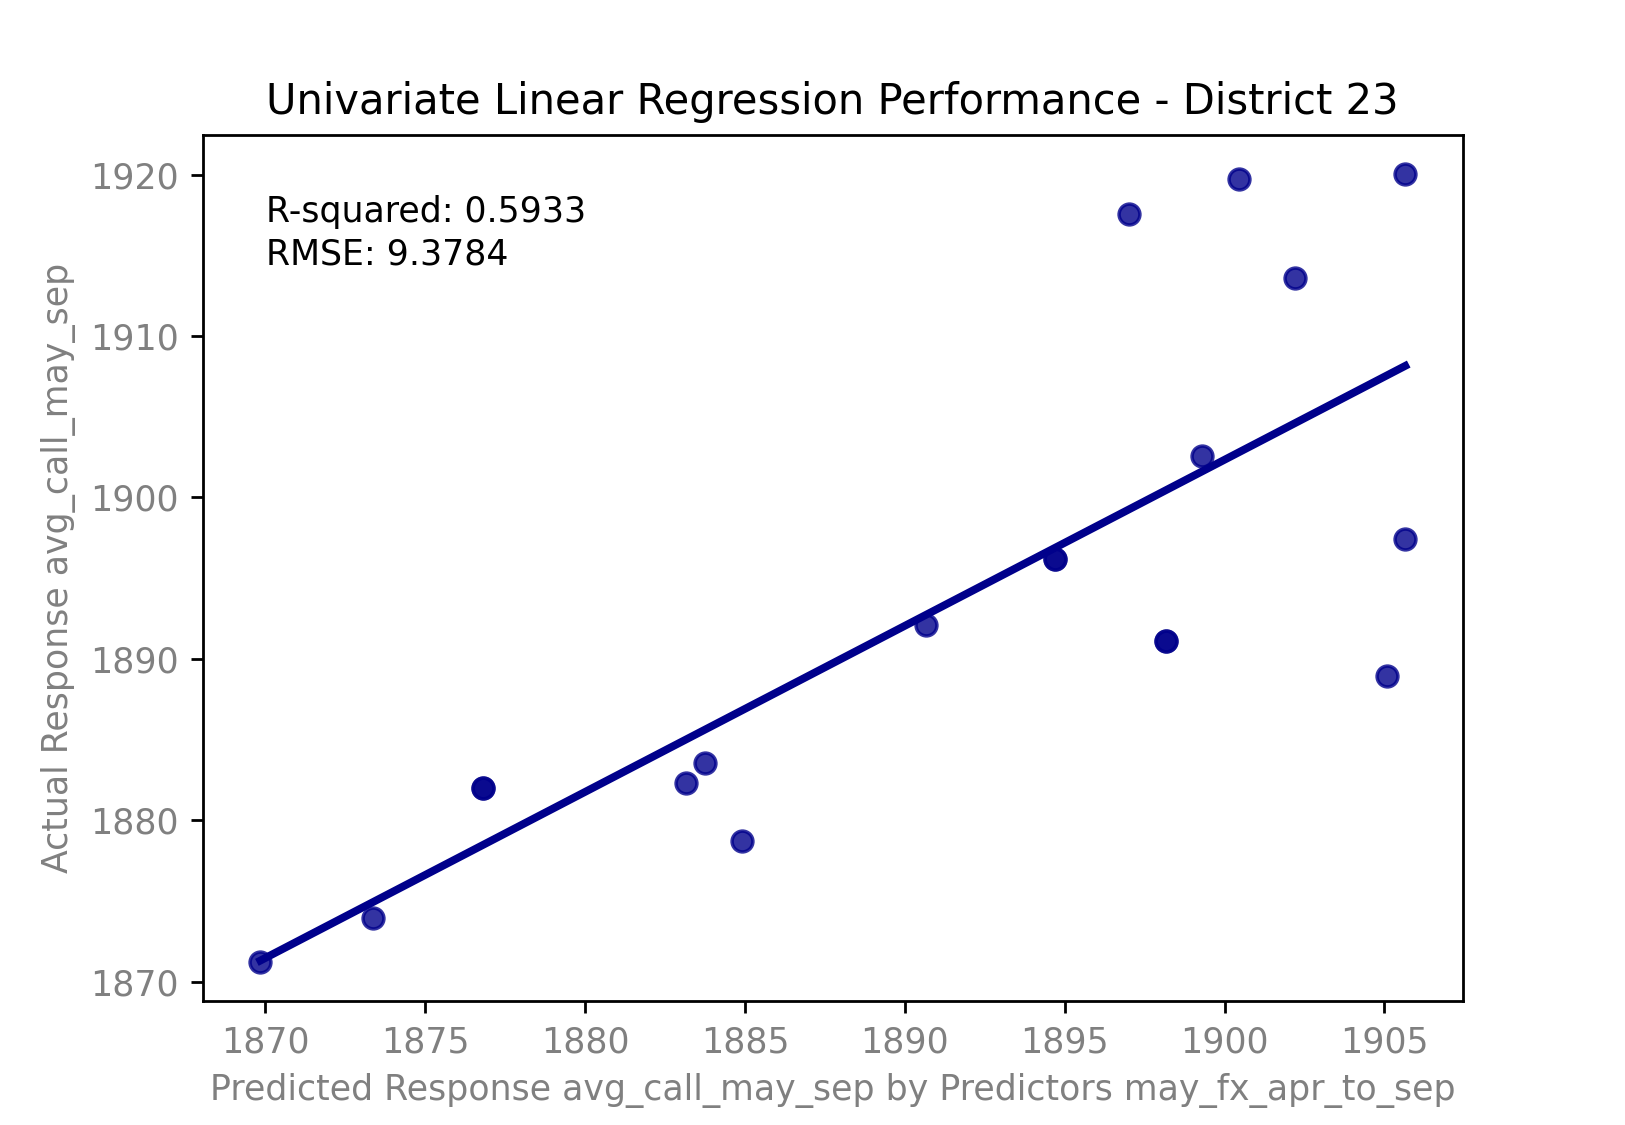 Univariate Linear Regression Performance - District 23
R-squared: 0.5933
RMSE: 9.3784
Actual Response avg_call_may_sep
1920
1910
1900
1890
1880
1870
1870 1875 1880 1885 1890 1895 1900 1905
Predicted Response avg_call_may_sep by Predictors may_fx_apr_to_sep